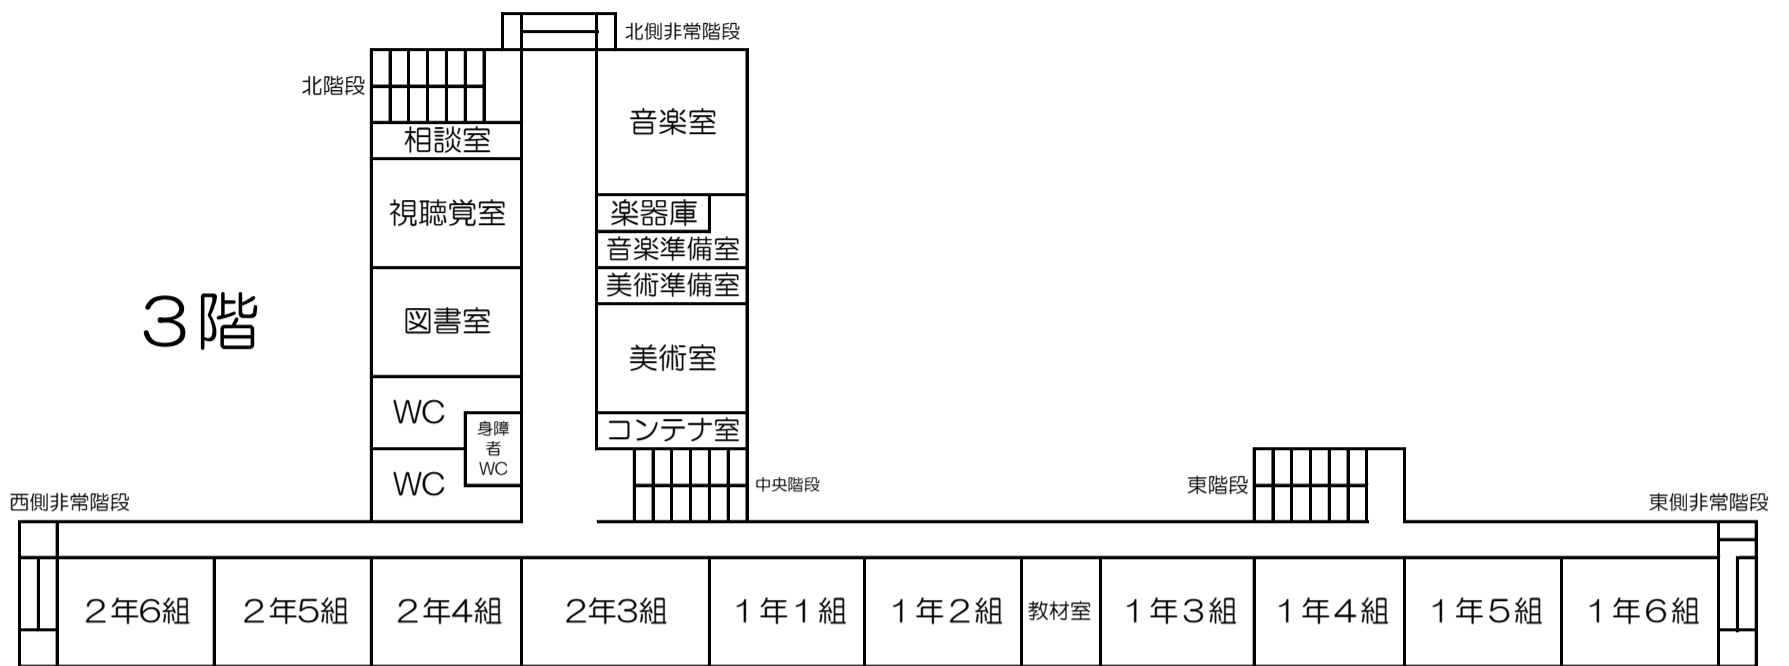 北側非常階段
北階段
音楽室
相談室
視聴覚室
楽器庫
音楽準備室
美術準備室
3階
図書室
美術室
WC
身障
者
WC
コンテナ室
WC
中央階段
東階段
西側非常階段
東側非常階段
2年6組
2年5組
2年4組
2年3組
1年1組
1年2組
教材室
1年3組
1年4組
1年5組
1年6組